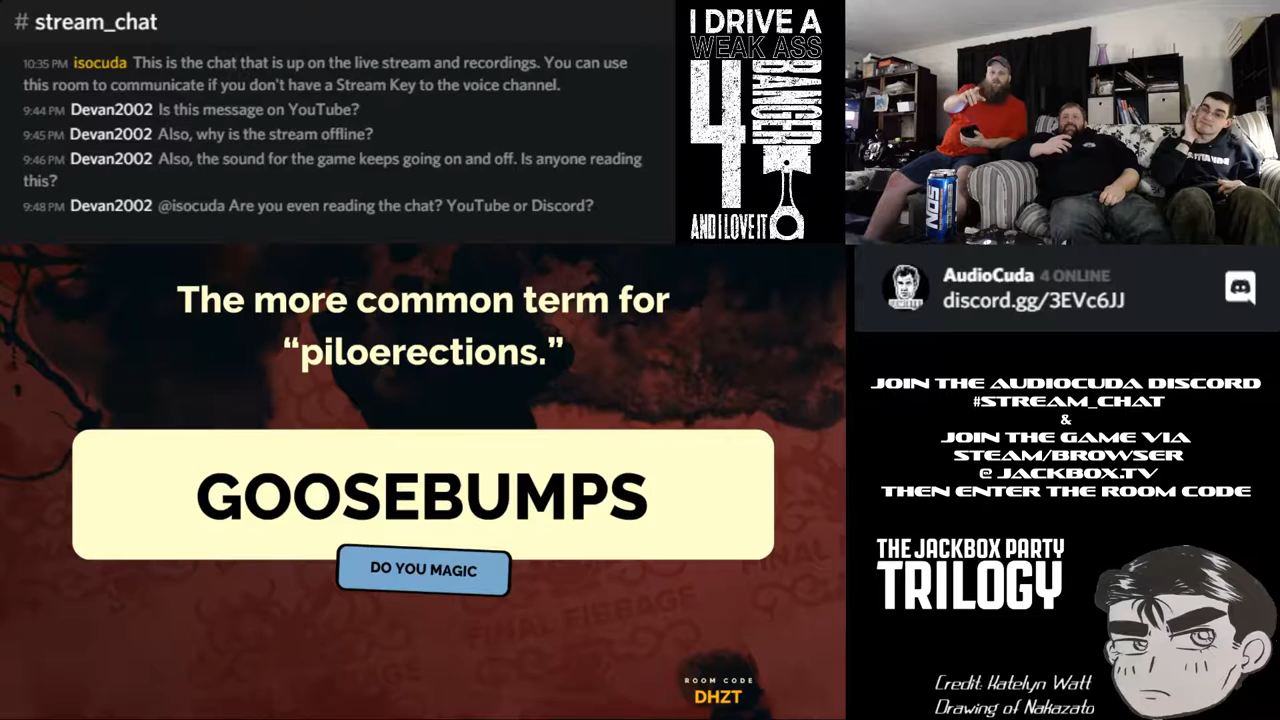 # stream_chat
10:35 PM isocuda This is the chat that is up on the live stream and recordings. You can use
this room to communicate if you don't have a Stream Key to the voice channel.
9:44 PM Devan2002 Is this message on YouTube?
9:45 PM Devan2002 Also, why is the stream offline?
9:46 PM Devan2002 Also, the sound for the game keeps going on and off. Is anyone reading
this?
9:48 PM Devan2002 @isocuda Are you even reading the chat? YouTube or Discord?
I DRIVE A
WEAK ASS
4 BANGER
AND I LOVE IT
The more common term for
“piloerections.”
GOOSEBUMPS
DO YOU MAGIC
FINAL FIBBAGE
ROOM CODE
DHZT
AudioCuda 4 ONLINE
discord.gg/3EVc6JJ
JOIN THE AUDIOCUDA DISCORD
#STREAM_CHAT
&
JOIN THE GAME VIA
STEAM/BROWSER
@ JACKBOX.TV
THEN ENTER THE ROOM CODE
THE JACKBOX PARTY
TRILOGY
Credit: Katelyn Watt
Drawing of Nakazato